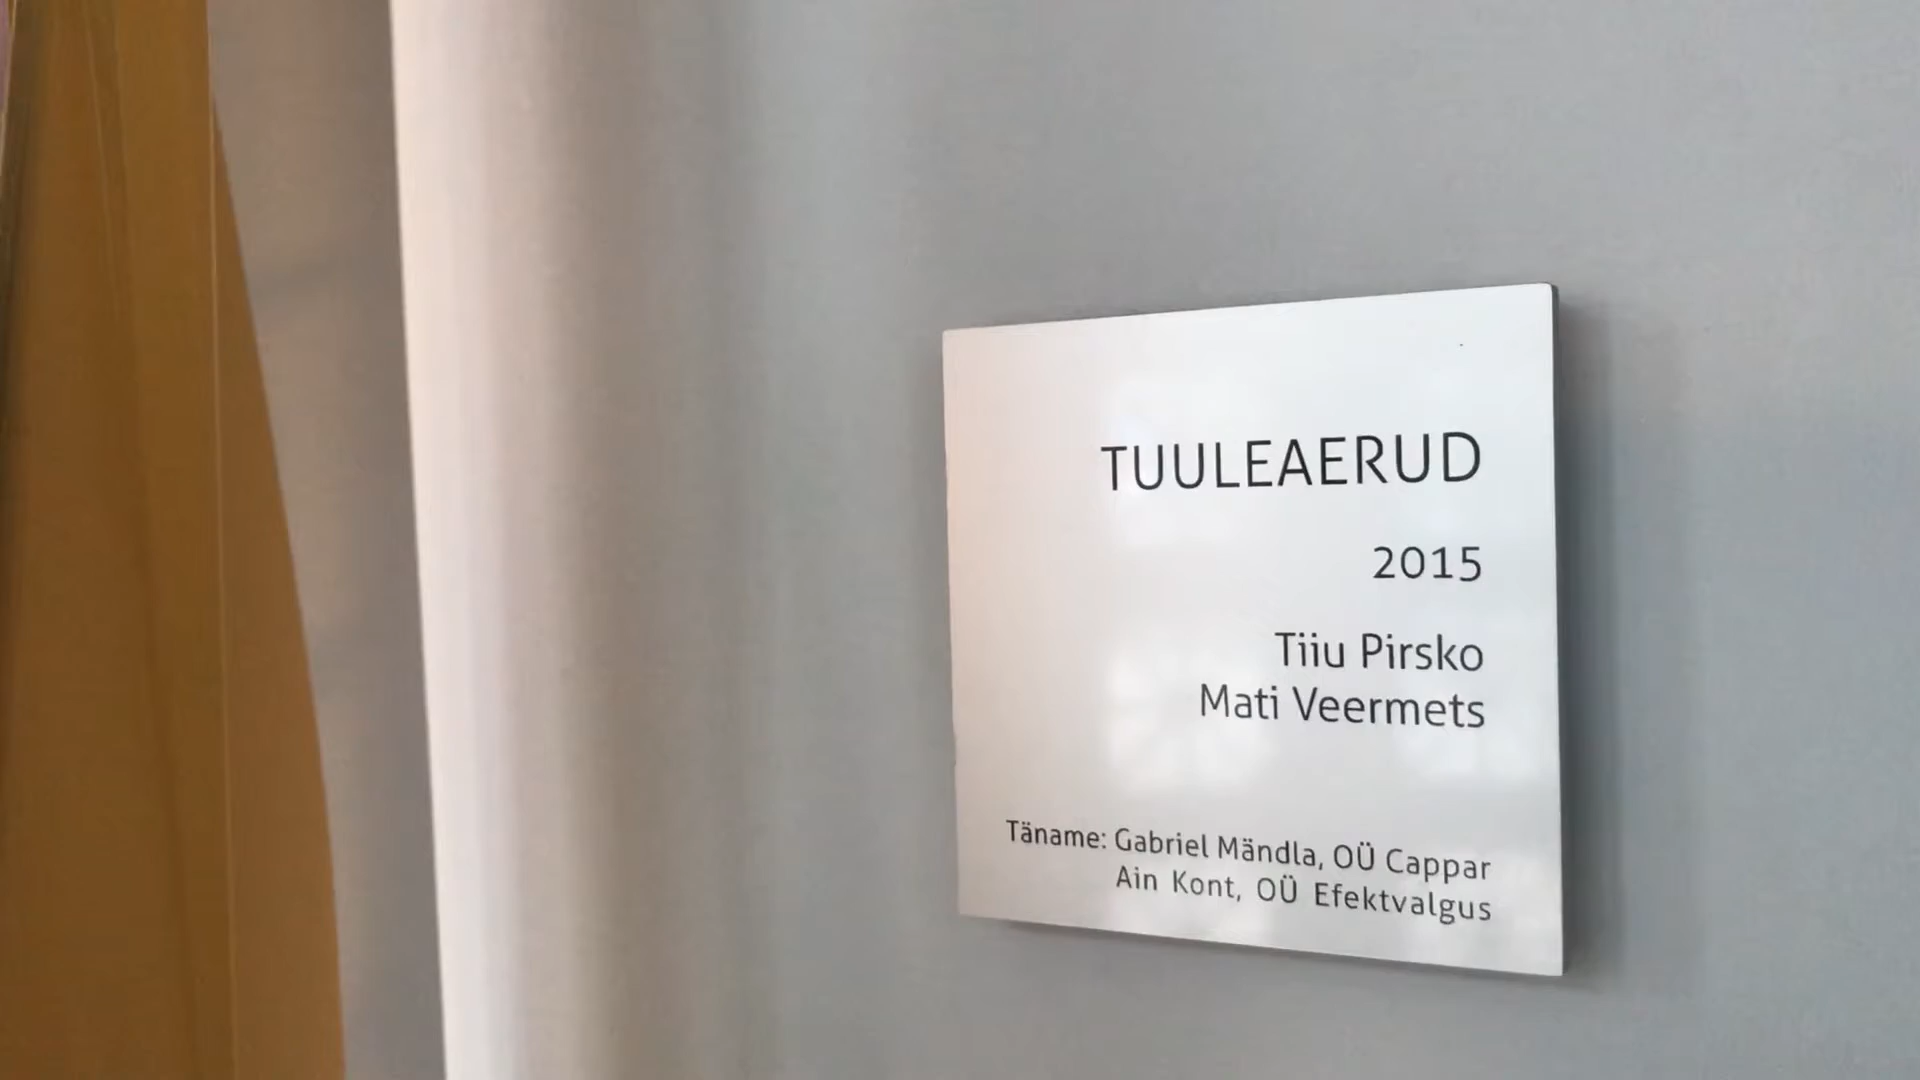 TUULEAERUD
2015
Tiiu Pirsko
Mati Veermets
Täname: Gabriel Mändla, OÜ Cappar
Ain Kont, OÜ Efektvalgus